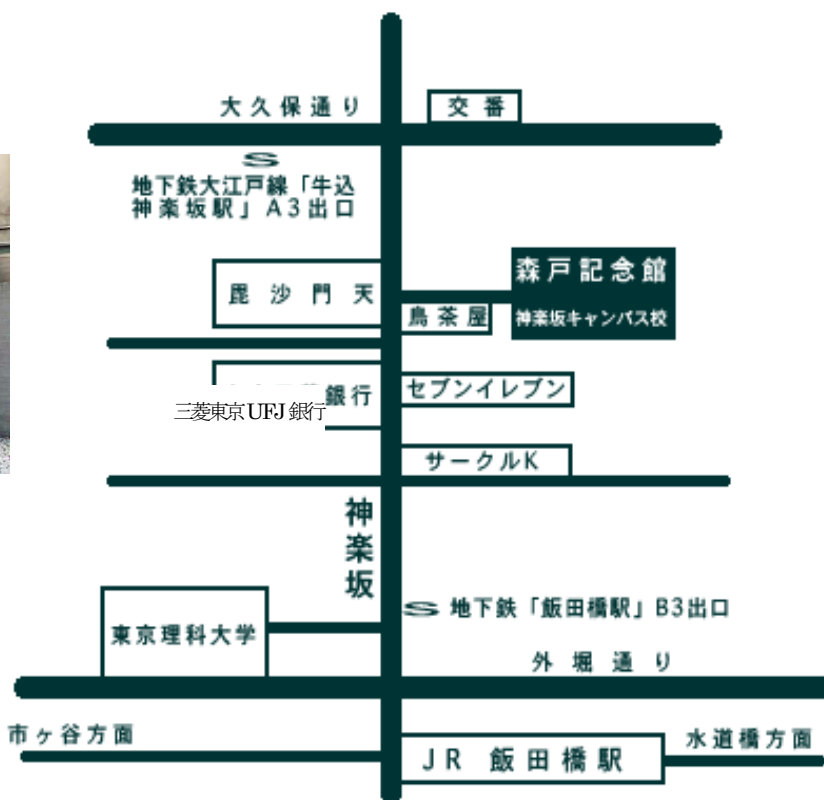 大久保通り
交番
地下鉄大江戸線「牛込
神楽坂駅」A3出口
森戸記念館
神楽坂キャンパス校
毘沙門天
鳥茶屋
セブンイレブン
銀行
三菱東京UFJ銀行
サークルK
神楽坂
地下鉄「飯田橋駅」B3出口
東京理科大学
外堀通り
市ヶ谷方面
水道橋方面
JR 飯田橋駅